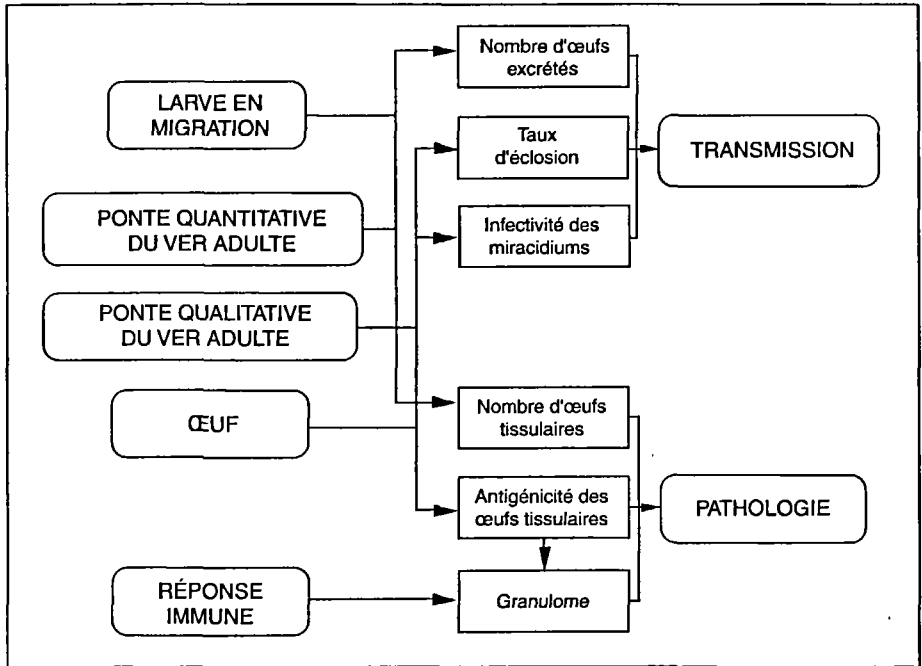 LARVE EN
MIGRATION
PONTE QUANTITATIVE
DU VER ADULTE
PONTE QUALITATIVE
DU VER ADULTE
ŒUF
RÉPONSE
IMMUNE
Nombre d'œufs
excrétés
Taux
d'éclosion
Infectivité des
miracidiums
Nombre d'œufs
tissulaires
Antigénicité des
œufs tissulaires
Granulome
TRANSMISSION
PATHOLOGIE